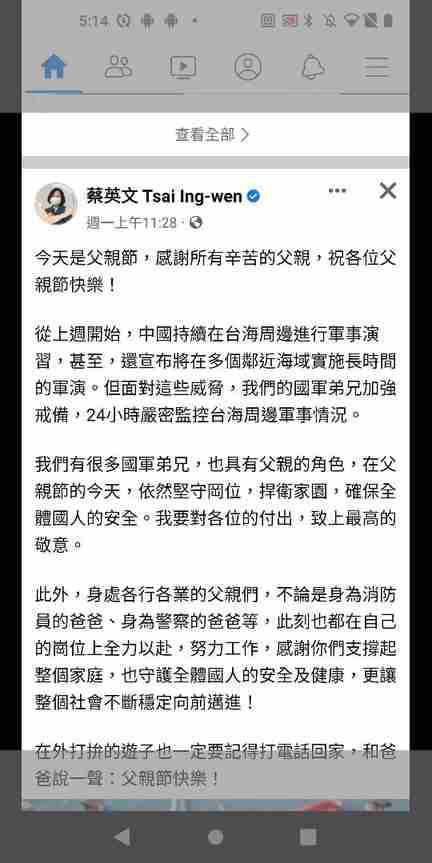 5:14
查看全部 >
蔡英文 Tsai Ing-wen
週一上午11:28 ·
今天是父親節，感謝所有辛苦的父親，祝各位父
親節快樂！
從上週開始，中國持續在台海周邊進行軍事演
習，甚至，還宣布將在多個鄰近海域實施長時間
的軍演。但面對這些威脅，我們的國軍弟兄加強
戒備，24小時嚴密監控台海周邊軍事情況。
我們有很多國軍弟兄，也具有父親的角色，在父
親節的今天，依然堅守岡位，捍衛家園，確保全
體國人的安全。我要對各位的付出，致上最高的
敬意。
此外，身處各行各業的父親們，不論是身為消防
員的爸爸、身為警察的爸爸等，此刻也都在自己
的崗位上全力以赴，努力工作，感謝你們支撐起
整個家庭，也守護全體國人的安全及健康，更讓
整個社會不斷穩定向前邁進！
在外打拚的遊子也一定要記得打電話回家，和爸
爸說一聲：父親節快樂！